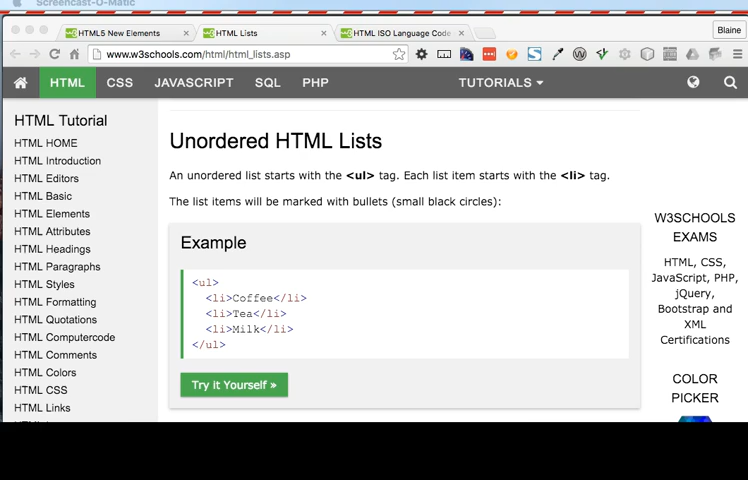 Screencast-O-Matic
HTML5 New Elements
HTML Lists
HTML ISO Language Code
Blaine
www.w3schools.com/html/html_lists.asp
HTML CSS JAVASCRIPT SQL PHP TUTORIALS
HTML Tutorial
HTML HOME
HTML Introduction
HTML Editors
HTML Basic
HTML Elements
HTML Attributes
HTML Headings
HTML Paragraphs
HTML Styles
HTML Formatting
HTML Quotations
HTML Computercode
HTML Comments
HTML Colors
HTML CSS
HTML Links
Unordered HTML Lists
An unordered list starts with the <ul> tag. Each list item starts with the <li> tag.
The list items will be marked with bullets (small black circles):
Example
<ul>
<li>Coffee</li>
<li>Tea</li>
<li>Milk</li>
</ul>
Try it Yourself »
W3SCHOOLS
EXAMS
HTML, CSS,
JavaScript, PHP,
jQuery,
Bootstrap and
XML
Certifications
COLOR
PICKER